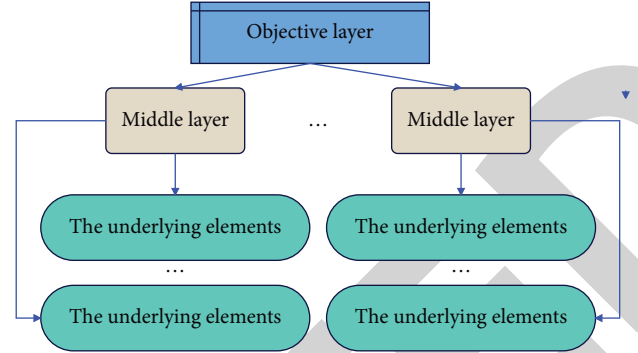 Objective layer
Middle layer
...
Middle layer
The underlying elements
The underlying elements
...
...
The underlying elements
The underlying elements